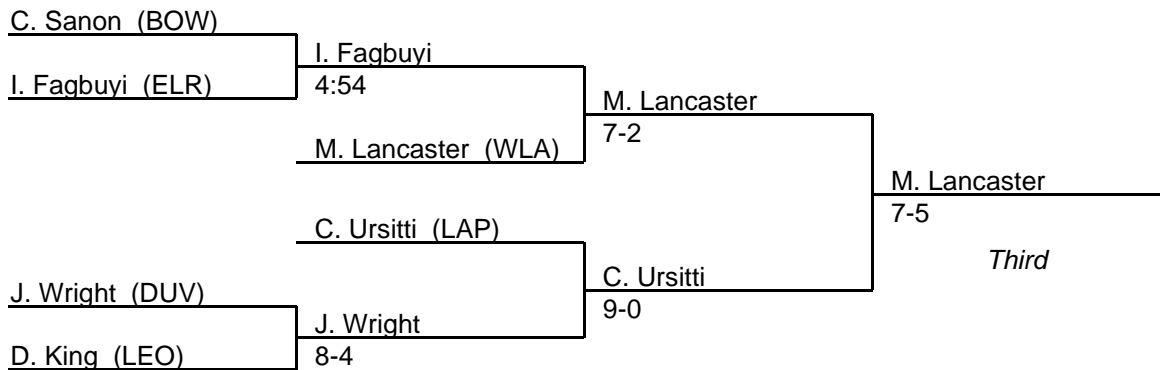 C. Sanon (BOW)
I. Fagbuyi
I. Fagbuyi (ELR)
4:54
M. Lancaster
7-2
M. Lancaster (WLA)
M. Lancaster
7-5
C. Ursitti (LAP)
Third
C. Ursitti
J. Wright (DUV)
9-0
J. Wright
D. King (LEO)
8-4